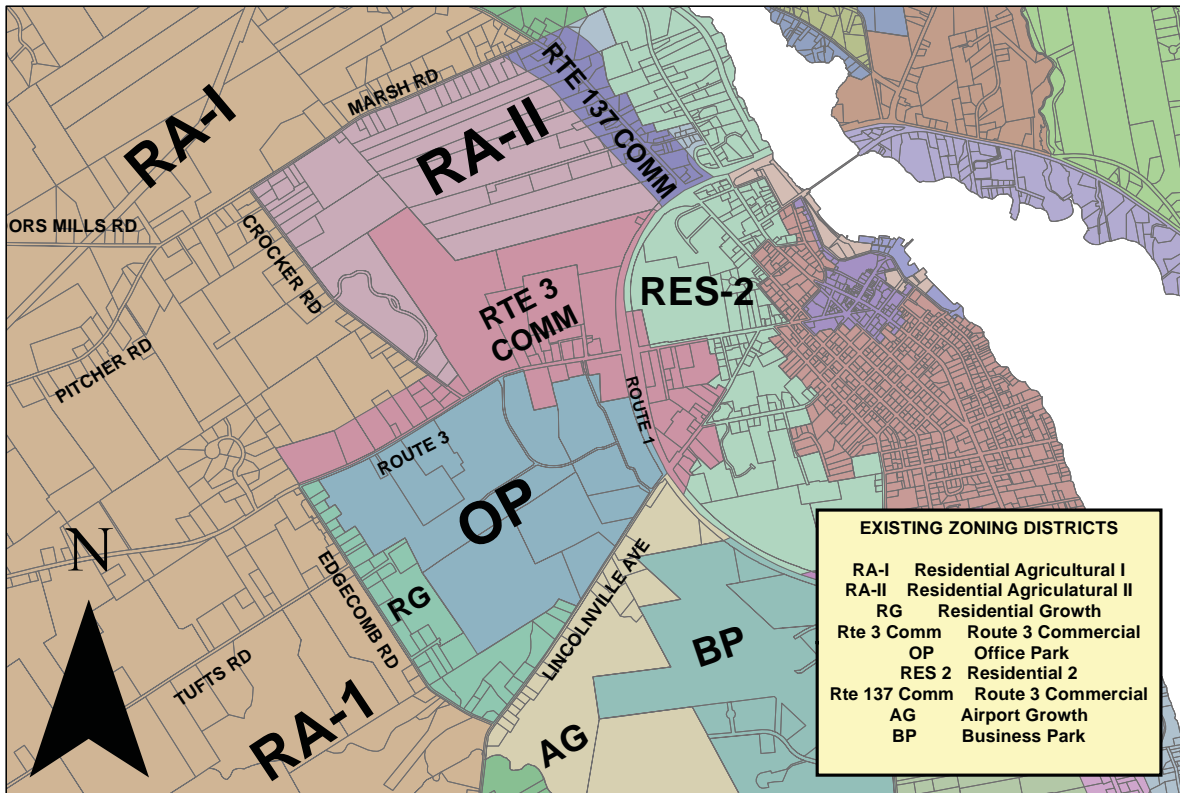 RTE 137 COMM
MARSH RD
RA-I
RA-II
ORS MILLS RD
CROCKER RD
RES-2
RTE 3
COMM
PITCHER RD
ROUTE 1
ROUTE 3
OP
N
EDGECOMB RD
RG
LINCOLNVILLE AVE
BP
TUFTS RD
RA-1
AG
EXISTING ZONING DISTRICTS
RA-I Residential Agricultural I
RA-II Residential Agriculatural II
RG Residential Growth
Rte 3 Comm Route 3 Commercial
OP Office Park
RES 2 Residential 2
Rte 137 Comm Route 3 Commercial
AG Airport Growth
BP Business Park